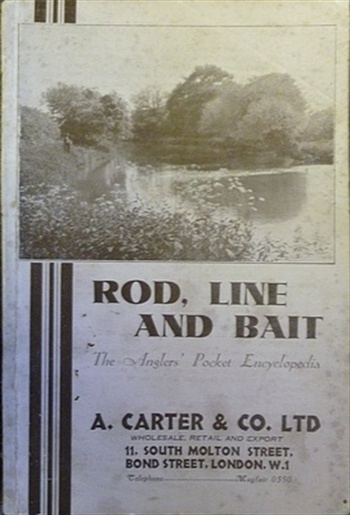 ROD, LINE
AND BAIT
The Anglers' Pocket Encyclopedia
A. CARTER & CO. LTD
WHOLESALE, RETAIL AND EXPORT
11. SOUTH MOLTON STREET,
BOND STREET, LONDON. W.1
Telephone Mayfair 0550.